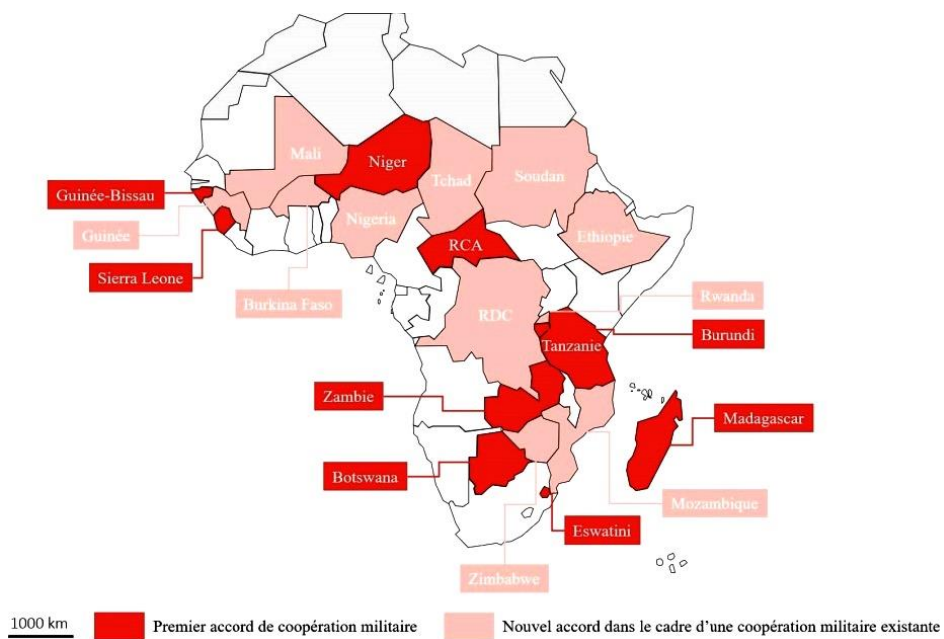 Mali
Niger
Tchad
Soudan
Guinée-Bissau
Nigeria
Guinée
RCA
Ethiopie
Sierra Leone
Burkina Faso
Rwanda
RDC
Burundi
Tanzanie
Zambie
Madagascar
Botswana
Mozambique
Eswatini
Zimbabwe
1000 km
Premier accord de coopération militaire
Nouvel accord dans le cadre d’une coopération militaire existante